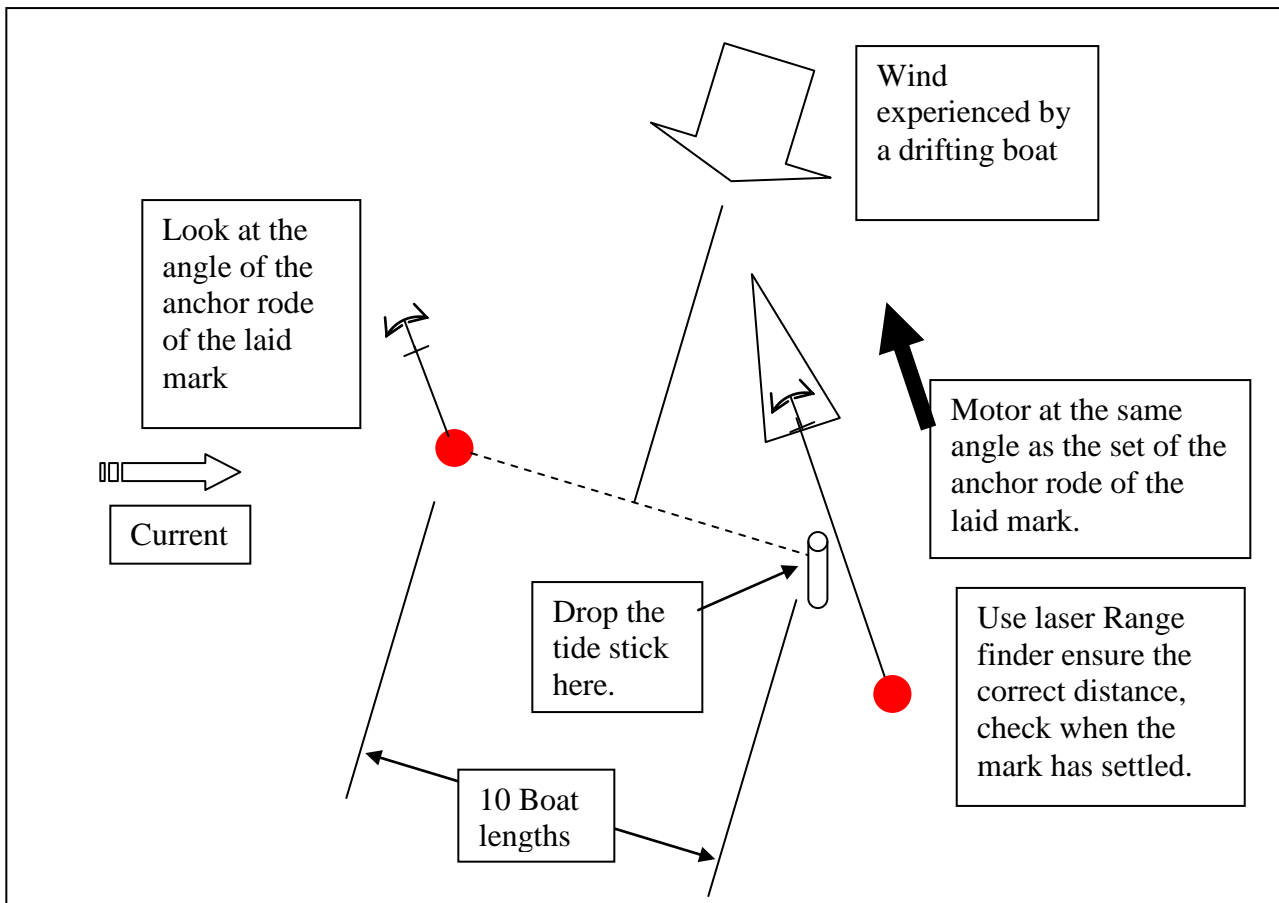 Wind
experienced by
a drifting boat
Look at the
angle of the
anchor rode
of the laid
mark
Current
Motor at the same
angle as the set of the
anchor rode of the
laid mark.
Drop the
tide stick
here.
Use laser Range
finder ensure the
correct distance,
check when the
mark has settled.
10 Boat
lengths